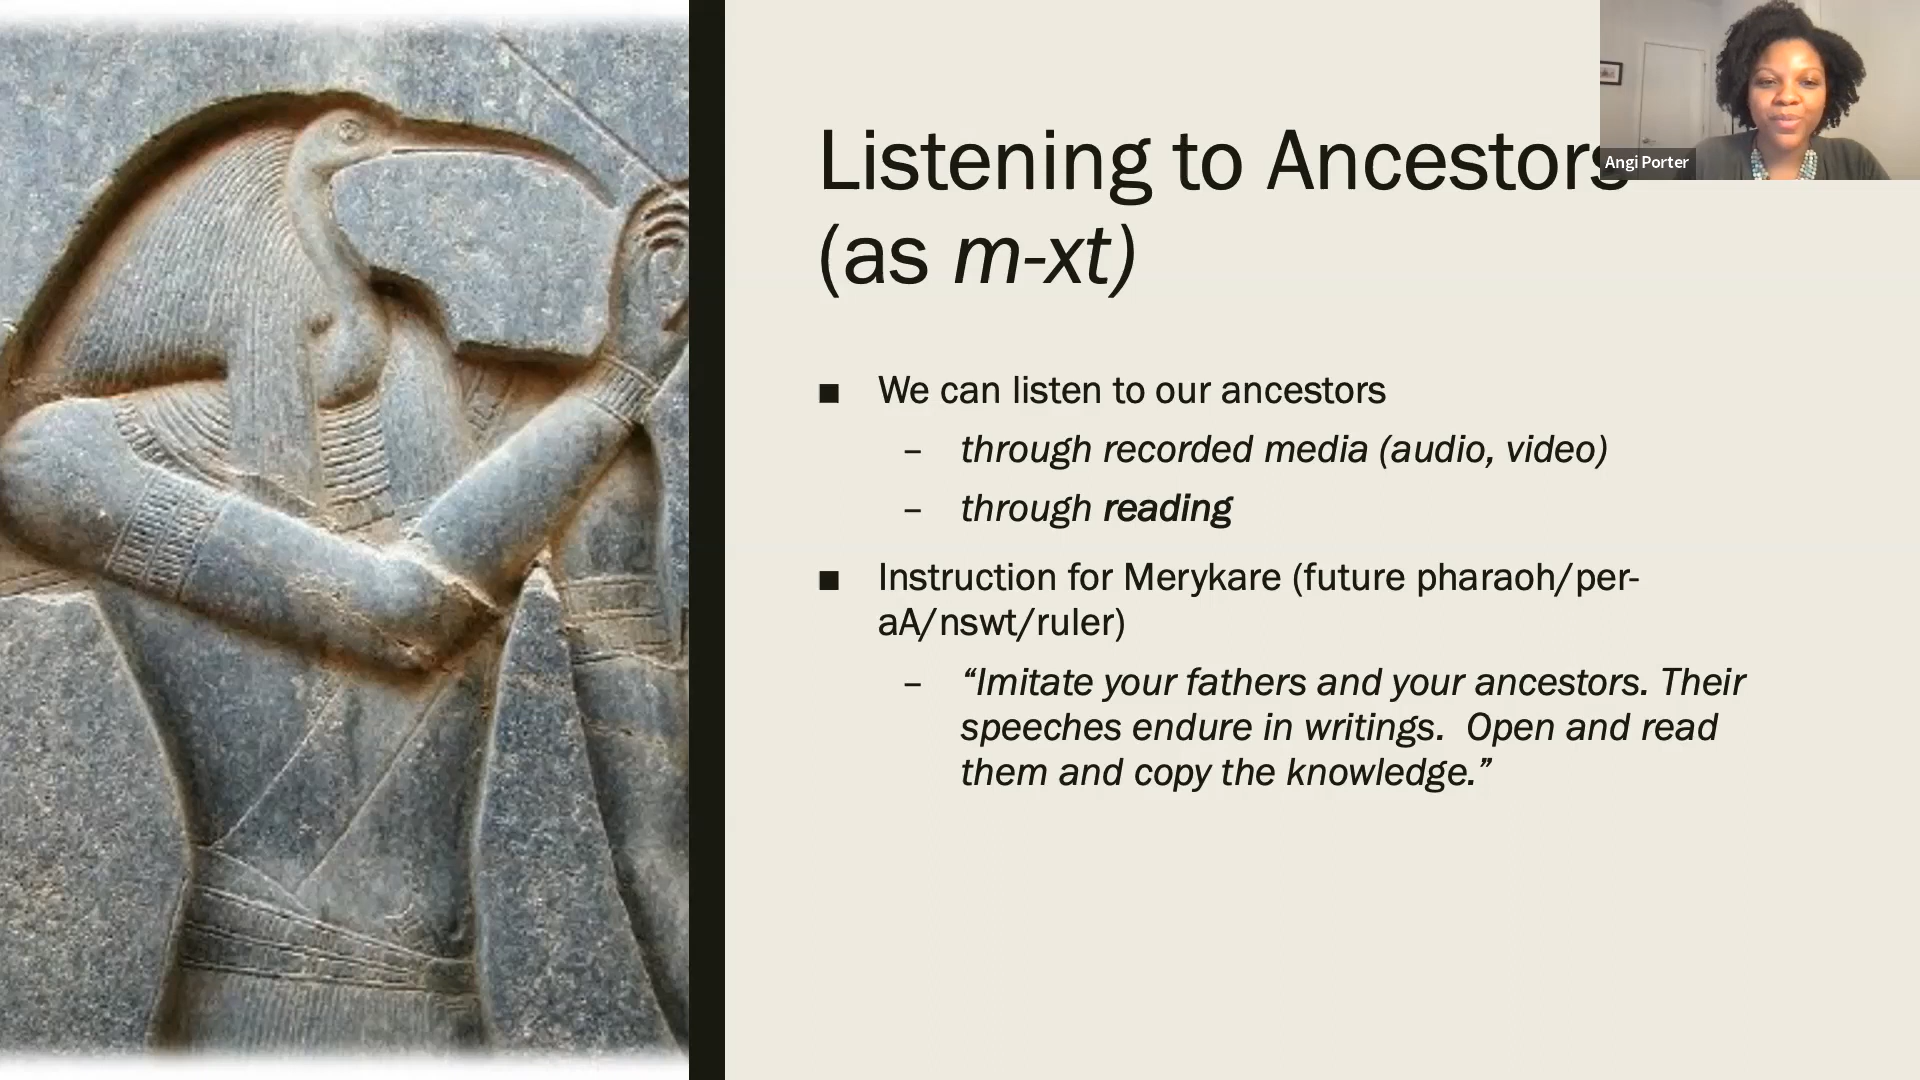 Listening to Ancestors
(as m-xt)
Angi Porter
■ We can listen to our ancestors
– through recorded media (audio, video)
– through reading
■ Instruction for Merykare (future pharaoh/per-
aA/nswt/ruler)
– “Imitate your fathers and your ancestors. Their
speeches endure in writings.  Open and read
them and copy the knowledge.”